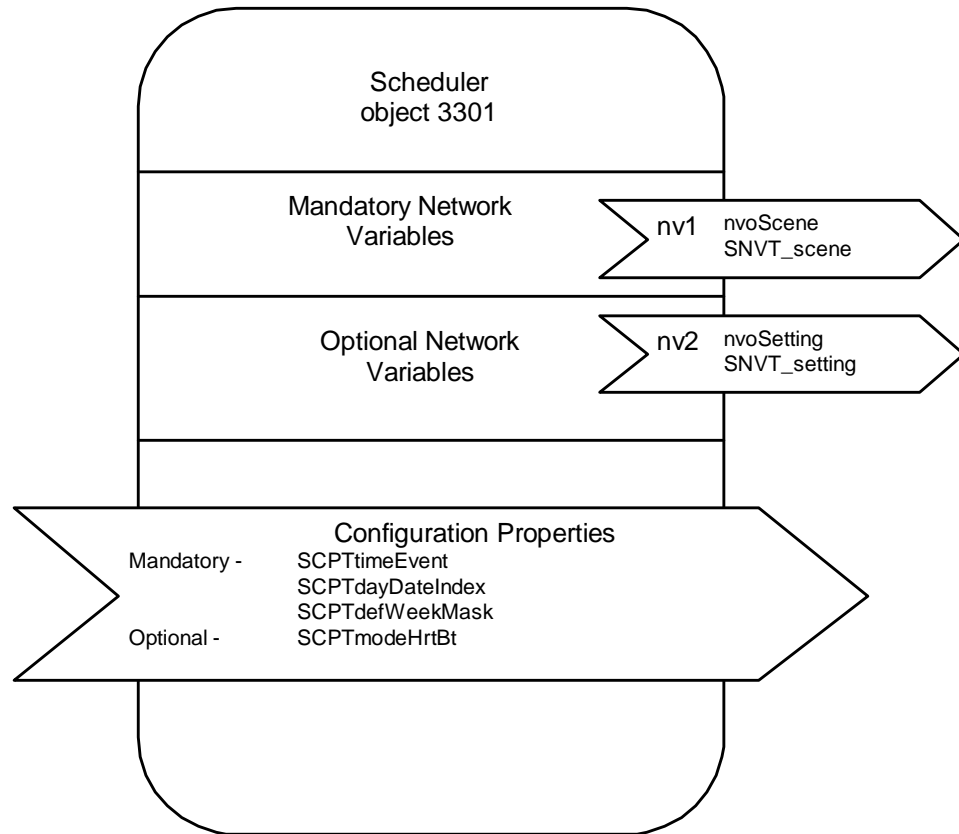 Scheduler
object 3301
Mandatory Network
Variables
nv1 nvoScene
SNVT_scene
Optional Network
Variables
nv2 nvoSetting
SNVT_setting
Configuration Properties
Mandatory - SCPTtimeEvent
SCPTdayDateIndex
SCPTdefWeekMask
Optional - SCPTmodeHrtBt